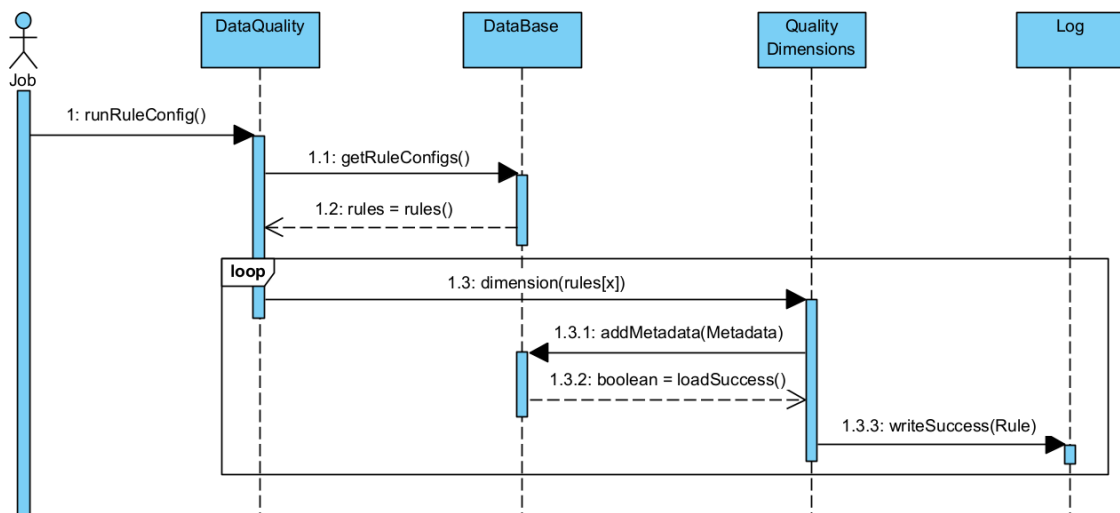 DataQuality
DataBase
Quality
Dimensions
Log
Job
1: runRuleConfig()
1.1: getRuleConfigs()
1.2: rules = rules()
loop
1.3: dimension(rules[x])
1.3.1: addMetadata(Metadata)
1.3.2: boolean = loadSuccess()
1.3.3: writeSuccess(Rule)